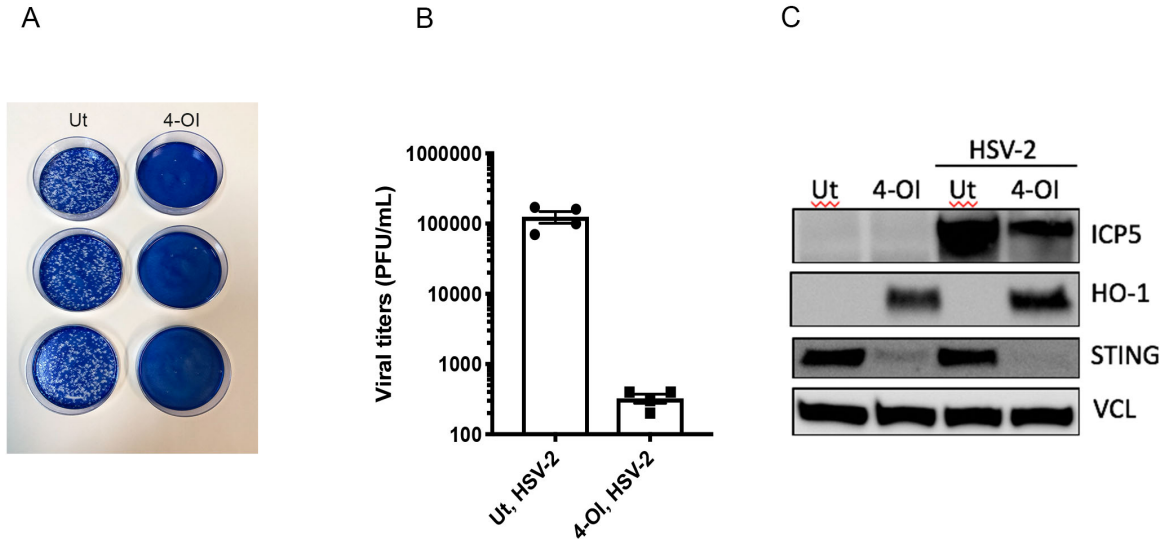 A
B
C
Ut 4-OI
Viral titers (PFU/mL)
1000000
100000
10000
1000
100
Ut, HSV-2
4-OI, HSV-2
HSV-2
Ut 4-OI Ut 4-OI
ICP5
HO-1
STING
VCL